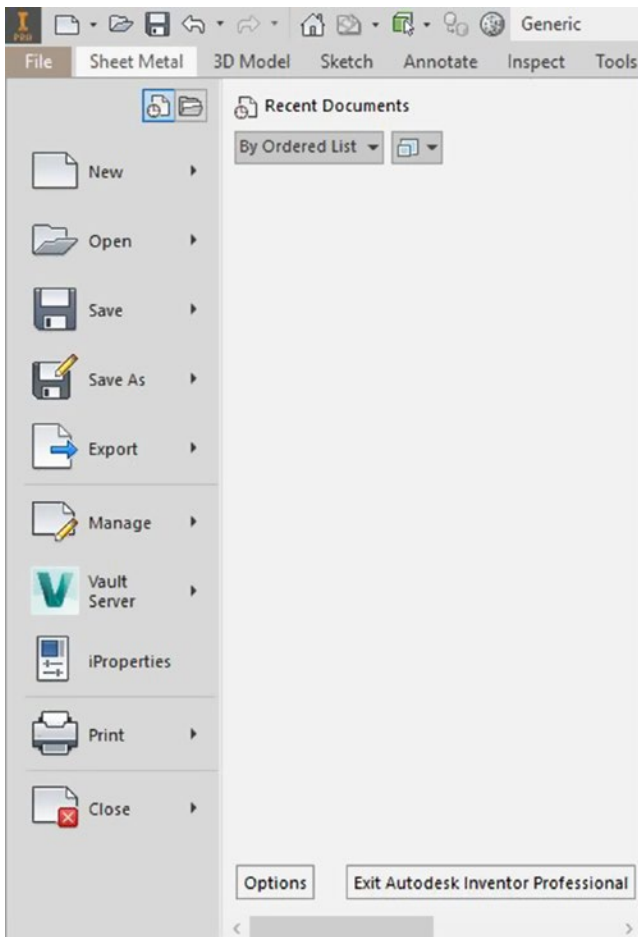 I
PRO
Generic
File Sheet Metal 3D Model Sketch Annotate Inspect Tools
Recent Documents
By Ordered List
New
Open
Save
Save As
Export
Manage
Vault
Server
iProperties
Print
Close
Options Exit Autodesk Inventor Professional